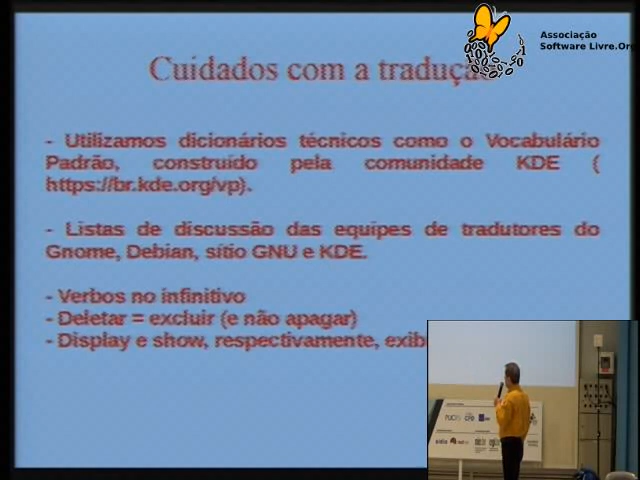 Associação
Software Livre.Or
Cuidados com a tradução
- Utilizamos dicionários técnicos como o Vocabulário
Padrão, construído pela comunidade KDE (
https://br.kde.org/vp).
- Listas de discussão das equipes de tradutores do
Gnome, Debian, sítio GNU e KDE.
- Verbos no infinitivo
- Deletar = excluir (e não apagar)
- Display e show, respectivamente, exib